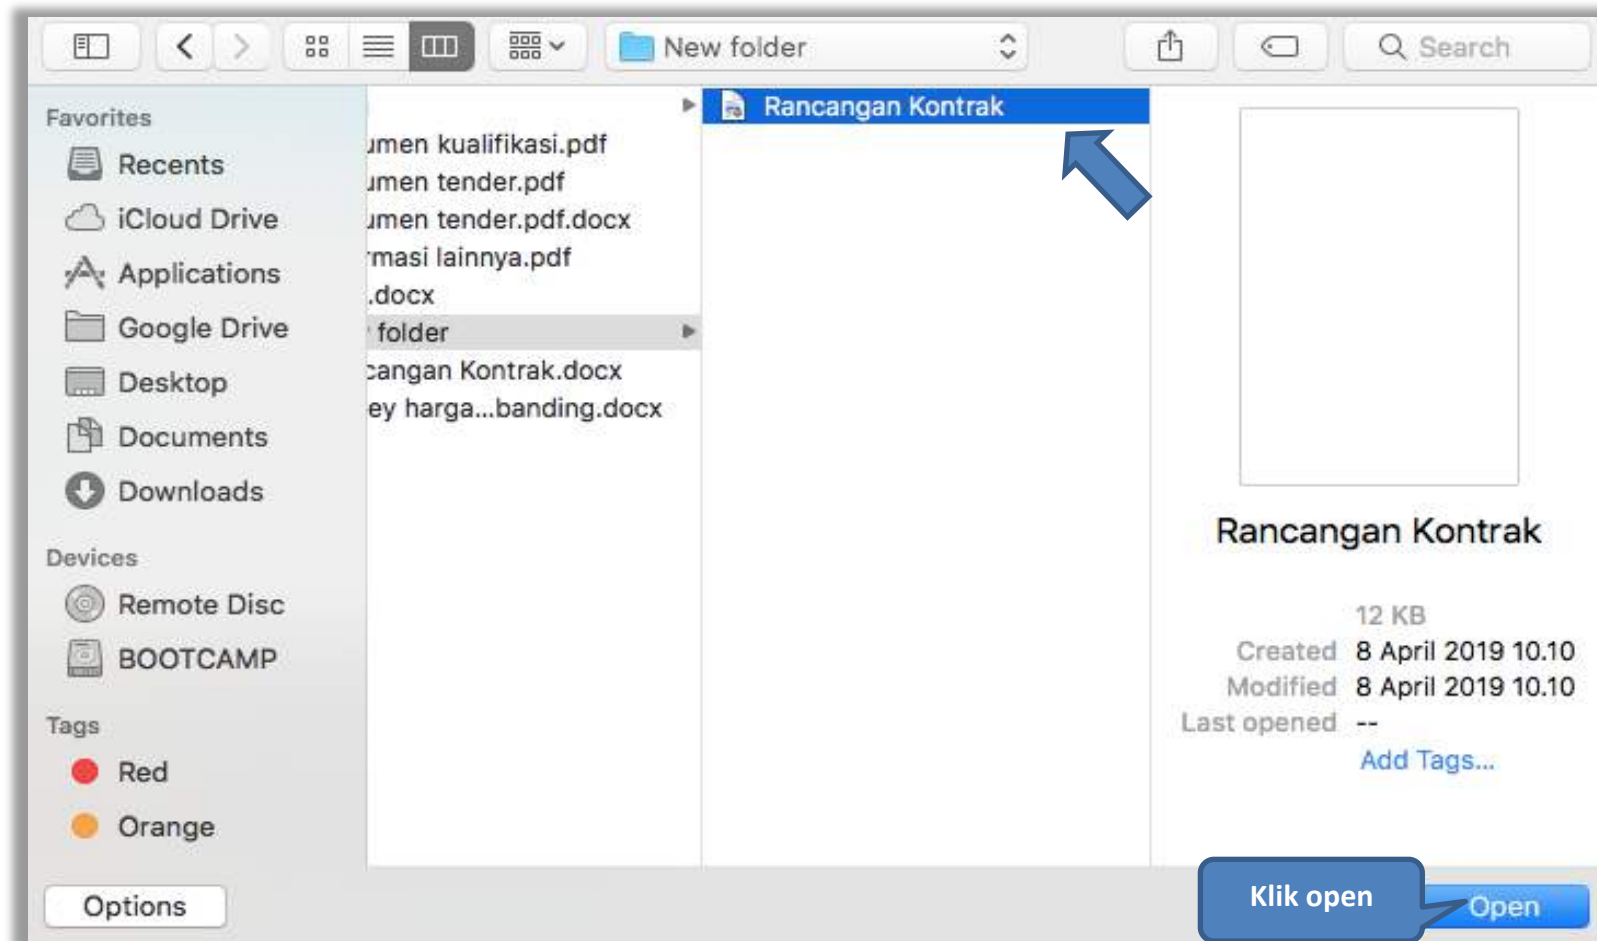 New folder
Search
Favorites
Recents
iCloud Drive
Applications
Google Drive
Desktop
Documents
Downloads
Devices
Remote Disc
BOOTCAMP
Tags
Red
Orange
umen kualifikasi.pdf
umen tender.pdf
umen tender.pdf.docx
rmasi lainnya.pdf
.docx
folder
cangan Kontrak.docx
ey harga...banding.docx
Rancangan Kontrak
Rancangan Kontrak
12 KB
Created 8 April 2019 10.10
Modified 8 April 2019 10.10
Last opened --
Add Tags...
Options
Klik open
Open